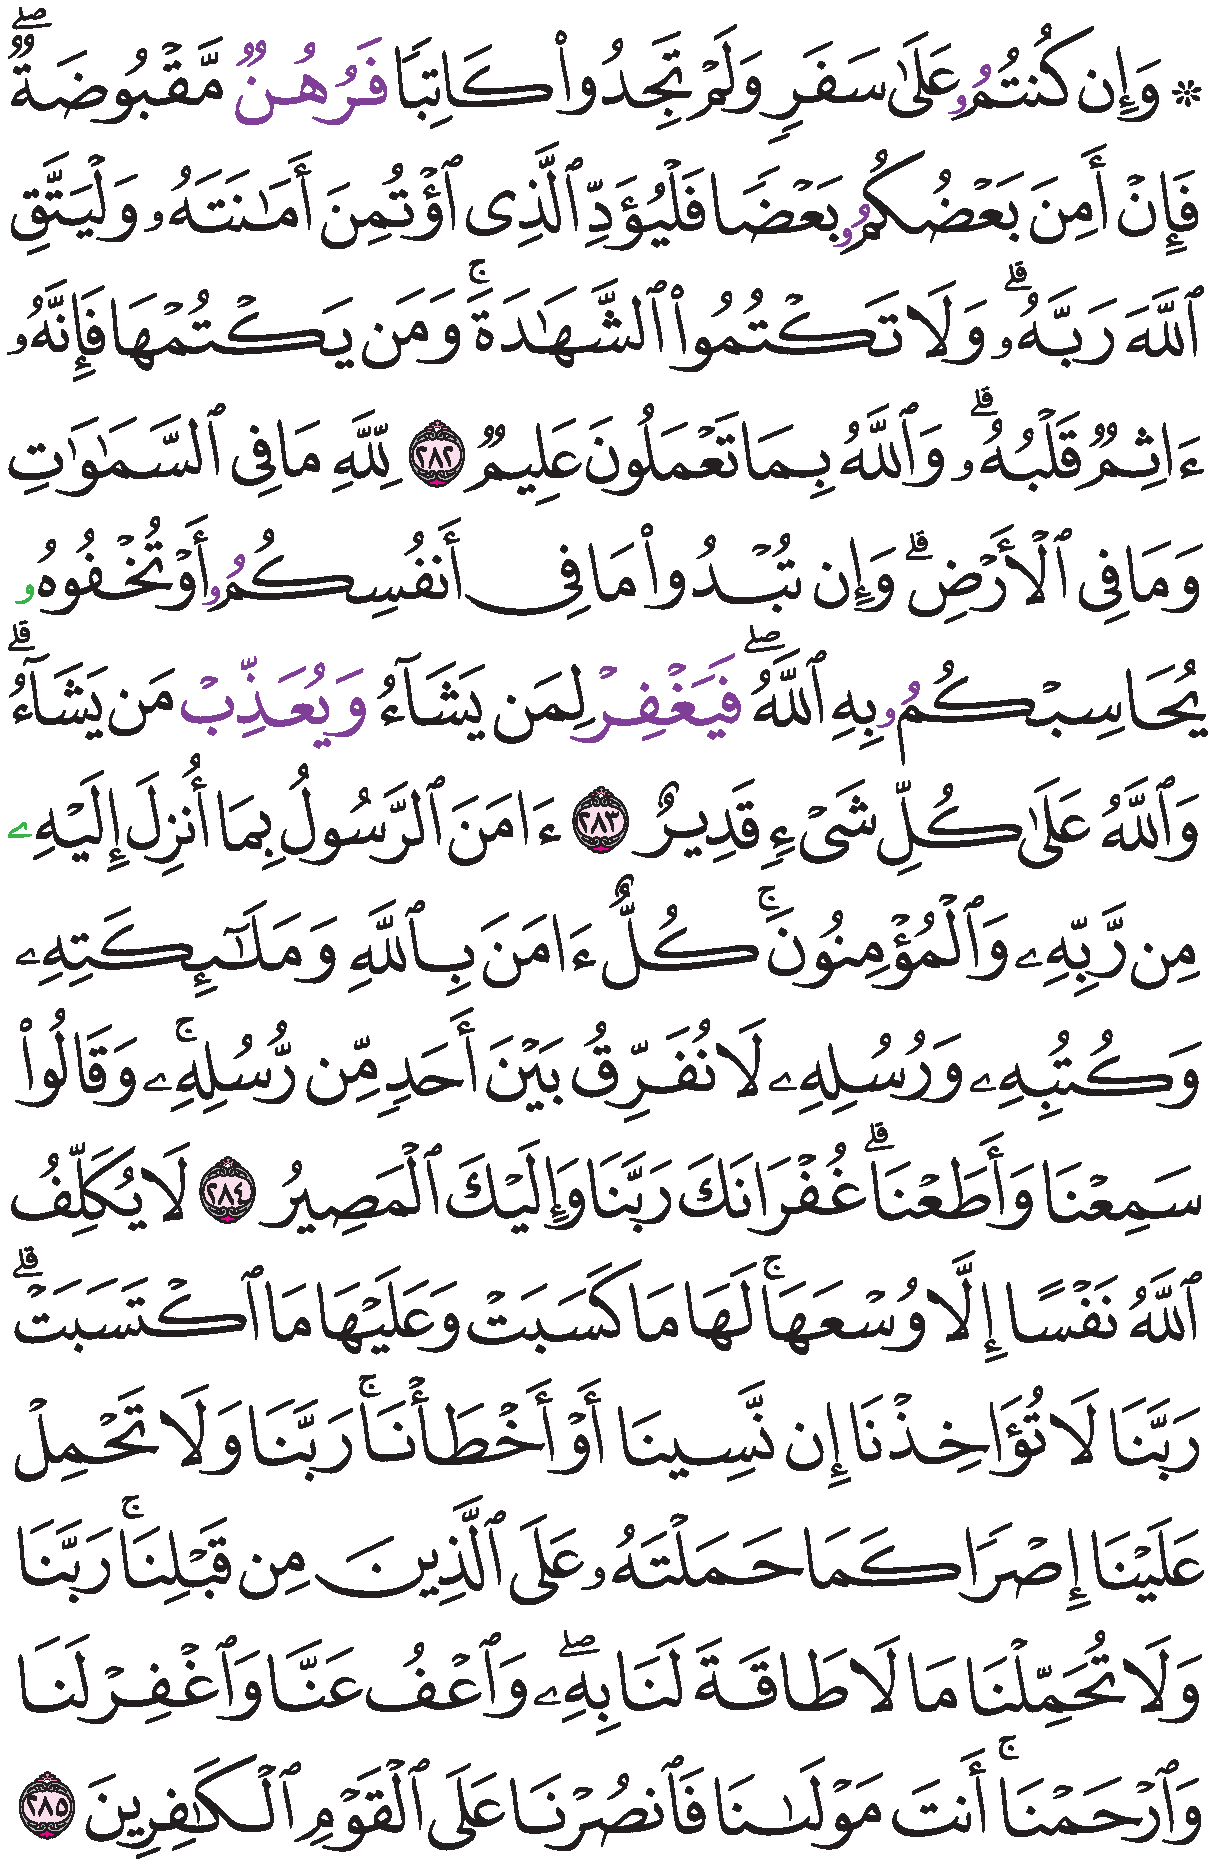 ۞ وَإِن كُنتُمُۥ عَلَىٰ سَفَرٖ وَلَمۡ تَجِدُواْ كَاتِبٗا فَرُهُنٞ مَّقۡبُوضَةٞۖ
فَإِنۡ أَمِنَ بَعۡضُكُمُۥ بَعۡضٗا فَلۡيُؤَدِّ ٱلَّذِى ٱؤۡتُمِنَ أَمَٰنَتَهُۥ وَلۡيَتَّقِ
ٱللَّهَ رَبَّهُۥۗ وَلَا تَكۡتُمُواْ ٱلشَّهَٰدَةَۚ وَمَن يَكۡتُمۡهَا فَإِنَّهُۥ
ءَاثِمٞ قَلۡبُهُۥۗ وَٱللَّهُ بِمَا تَعۡمَلُونَ عَلِيمٞ ٢٨٢ لِّلَّهِ مَا فِى ٱلسَّمَٰوَٰتِ
وَمَا فِى ٱلۡأَرۡضِۗ وَإِن تُبۡدُواْ مَا فِى أَنفُسِكُمُۥ أَوۡ تُخۡفُوهُۥ
يُحَاسِبۡكُمُۥ بِهِ ٱللَّهُۖ فَيَغۡفِرۡ لِمَن يَشَآءُ وَيُعَذِّبۡ مَن يَشَآءُۗ
وَٱللَّهُ عَلَىٰ كُلِّ شَىۡءٖ قَدِيرٌ ٢٨٣ ءَامَنَ ٱلرَّسُولُ بِمَا أُنزِلَ إِلَيۡهِۦ
مِن رَّبِّهِۦ وَٱلۡمُؤۡمِنُونَۚ كُلٌّ ءَامَنَ بِٱللَّهِ وَمَلَٰٓئِكَتِهِۦ
وَكُتُبِهِۦ وَرُسُلِهِۦ لَا نُفَرِّقُ بَيۡنَ أَحَدٖ مِّن رُّسُلِهِۦۚ وَقَالُواْ
سَمِعۡنَا وَأَطَعۡنَاۗ غُفۡرَانَكَ رَبَّنَا وَإِلَيۡكَ ٱلۡمَصِيرُ ٢٨٤ لَا يُكَلِّفُ
ٱللَّهُ نَفۡسًا إِلَّا وُسۡعَهَاۚ لَهَا مَا كَسَبَتۡ وَعَلَيۡهَا مَا ٱكۡتَسَبَتۡۗ
رَبَّنَا لَا تُؤَاخِذۡنَا إِن نَّسِينَا أَوۡ أَخۡطَأۡنَاۚ رَبَّنَا وَلَا تَحۡمِلۡ
عَلَيۡنَا إِصۡرٗا كَمَا حَمَلۡتَهُۥ عَلَى ٱلَّذِينَ مِن قَبۡلِنَاۚ رَبَّنَا
وَلَا تُحَمِّلۡنَا مَا لَا طَاقَةَ لَنَا بِهِۦۖ وَٱعۡفُ عَنَّا وَٱغۡفِرۡ لَنَا
وَٱرۡحَمۡنَاۚ أَنتَ مَوۡلَىٰنَا فَٱنصُرۡنَا عَلَى ٱلۡقَوۡمِ ٱلۡكَٰفِرِينَ ٢٨٥